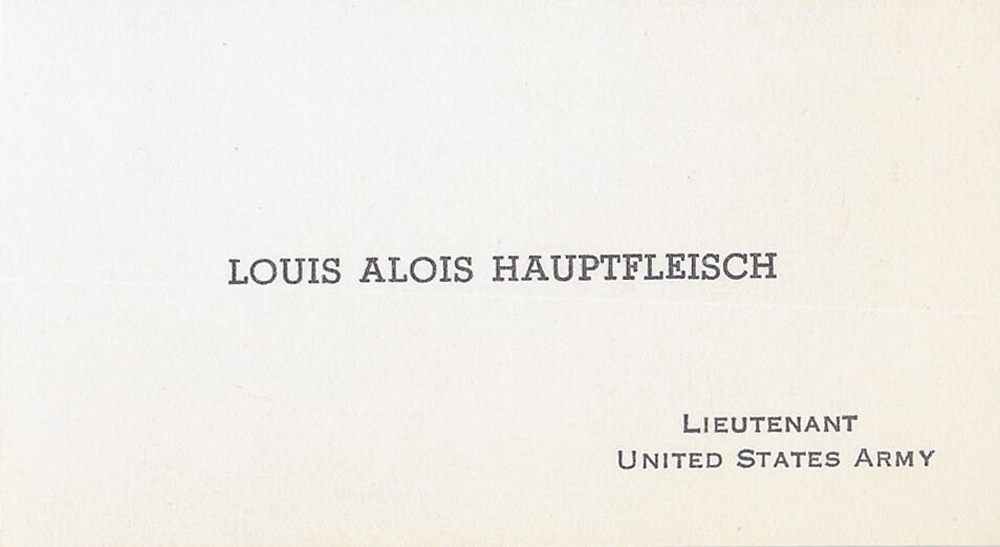 LOUIS ALOIS HAUPTFLEISCH
LIEUTENANT
UNITED STATES ARMY